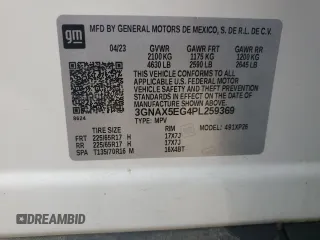 gm
MFD BY GENERAL MOTORS DE MEXICO, S. DE R.L. DE C.V.
04/23 GVWR GAWR FRT GAWR RR
2100 KG 1175 KG 1200 KG
4630 LB 2590 LB 2645 LB
THIS VEHICLE CONFORMS TO ALL APPLICABLE U.S.
FEDERAL MOTOR VEHICLE SAFETY, BUMPER, AND
THEFT PREVENTION STANDARDS IN EFFECT ON THE
DATE OF MANUFACTURE SHOWN ABOVE.
3GNAX5EG4PL259369
TYPE: MPV MODEL: 491XP26
TIRE SIZE RIM
FRT 225/65R17 H 17X7J
RR 225/65R17 H 17X7J
SPA T135/70R16 M 16X4BT